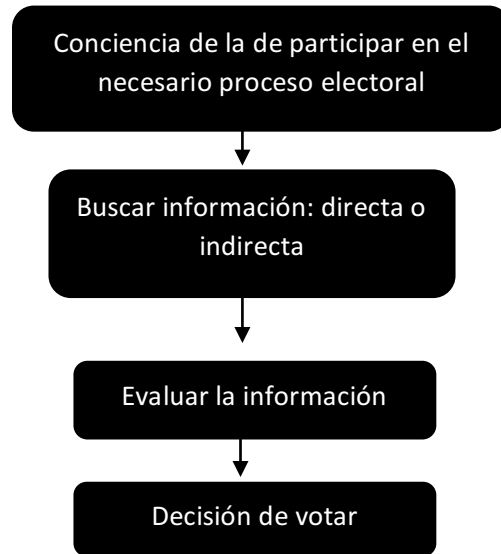 Conciencia de la de participar en el
necesario proceso electoral
Buscar información: directa o
indirecta
Evaluar la información
Decisión de votar